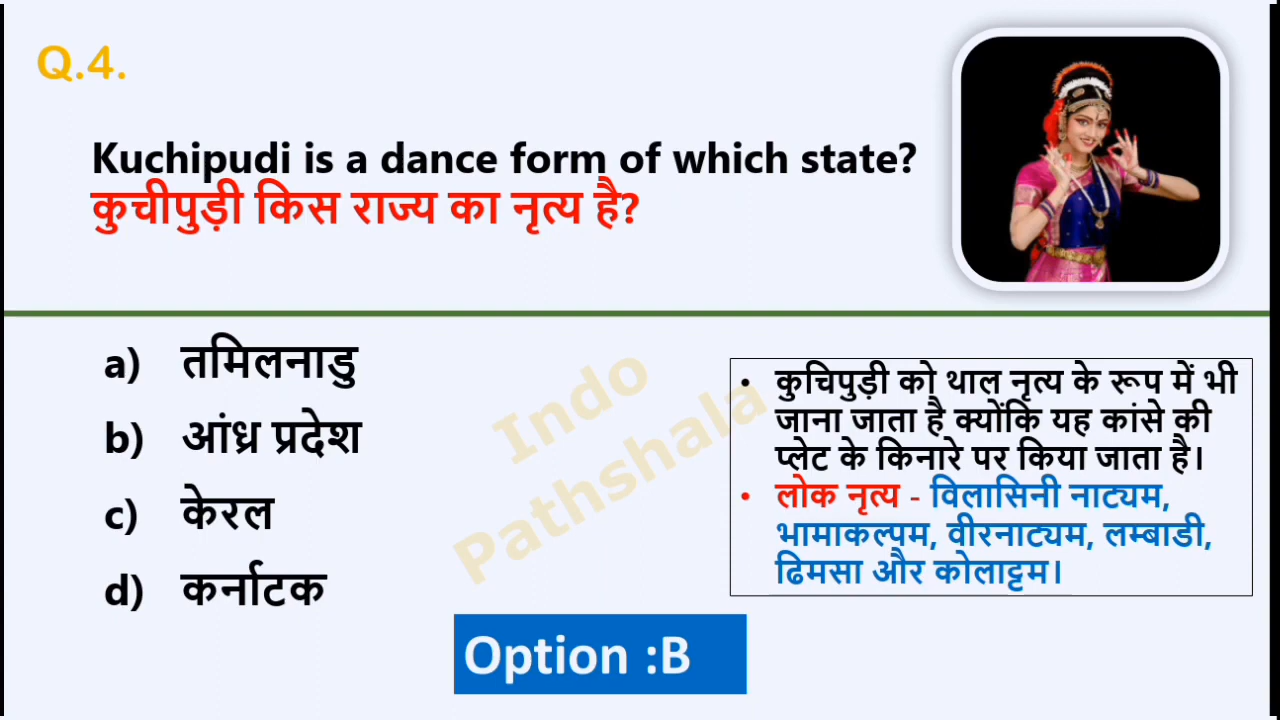 Q.4.
Kuchipudi is a dance form of which state?
कुचीपुड़ी किस राज्य का नृत्य है?
a) तमिलनाडु
b) आंध्र प्रदेश
c) केरल
d) कर्नाटक
Indo
Pathshala
• कुचिपुड़ी को थाल नृत्य के रूप में भी
जाना जाता है क्योंकि यह कांसे की
प्लेट के किनारे पर किया जाता है।
• लोक नृत्य - विलासिनी नाट्यम,
भामाकल्पम, वीरनाट्यम, लम्बाडी,
ढिमसा और कोलाट्टम।
Option :B